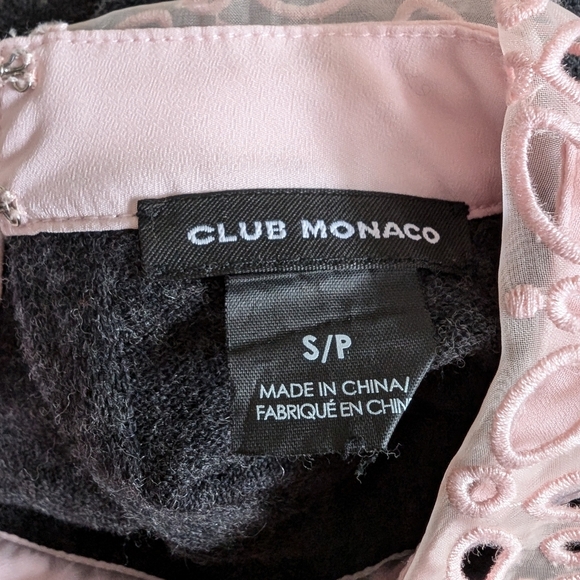 CLUB MONACO
S/P
MADE IN CHINA/
FABRIQUÉ EN CHIN